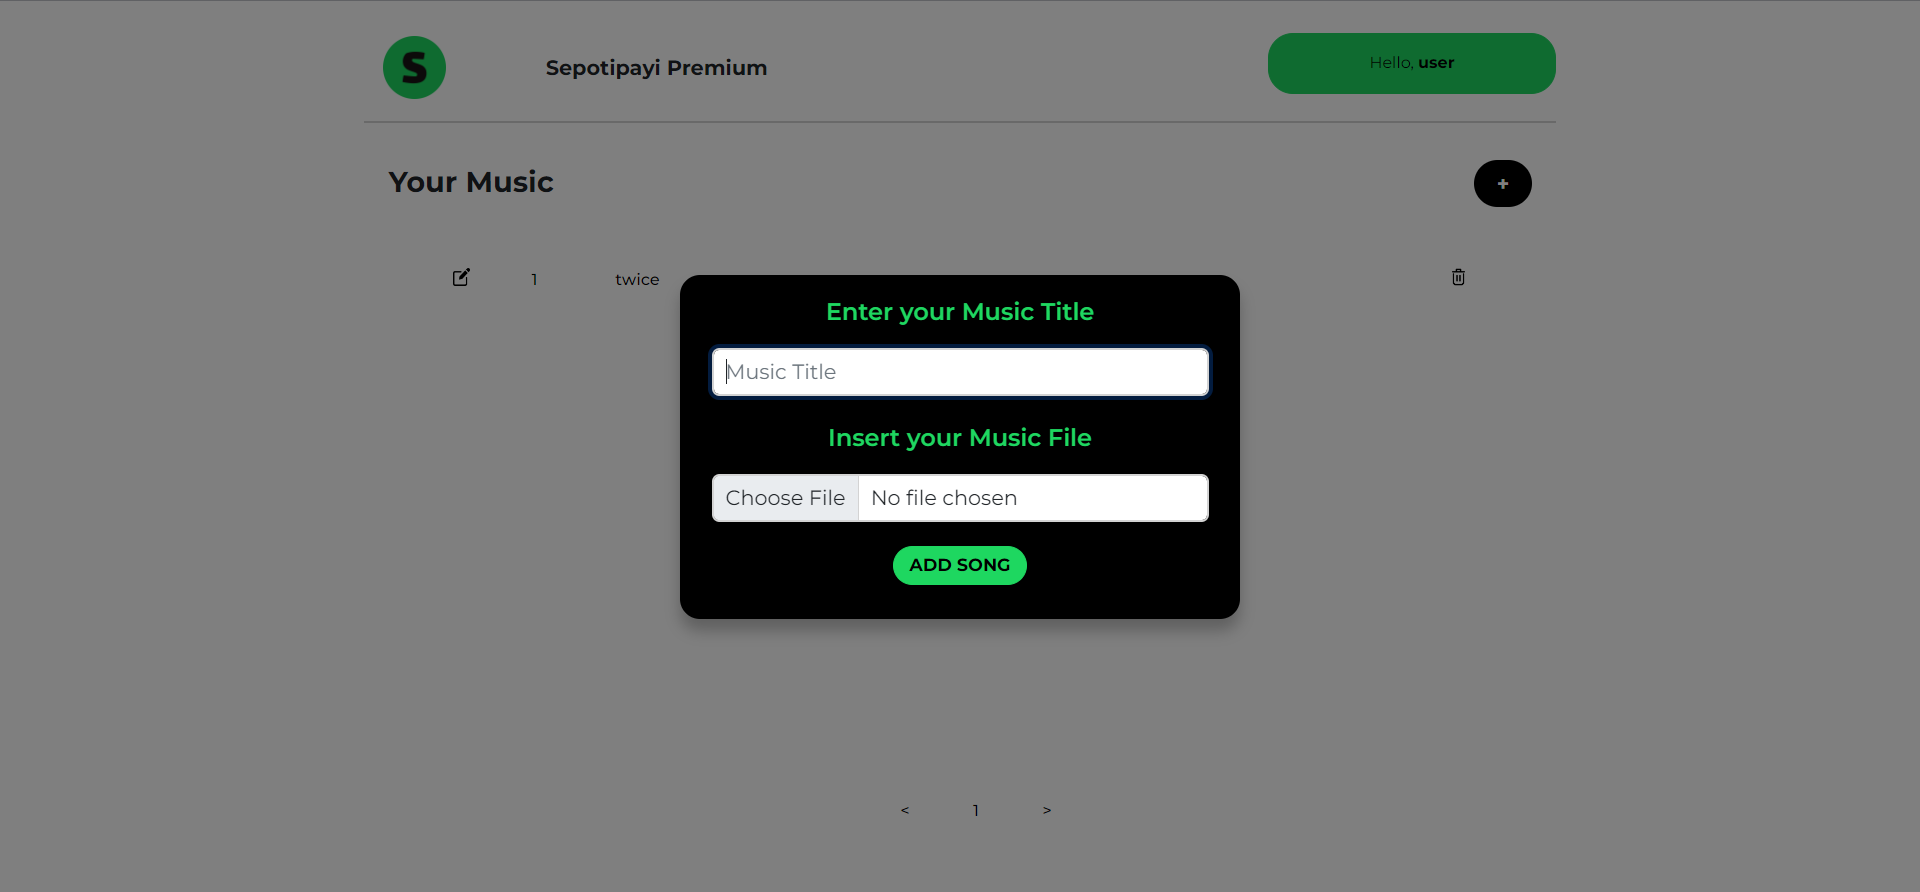 S
Sepotipayi Premium
Hello, user
Your Music
+
1 twice
Enter your Music Title
Music Title
Insert your Music File
Choose File No file chosen
ADD SONG
< 1 >